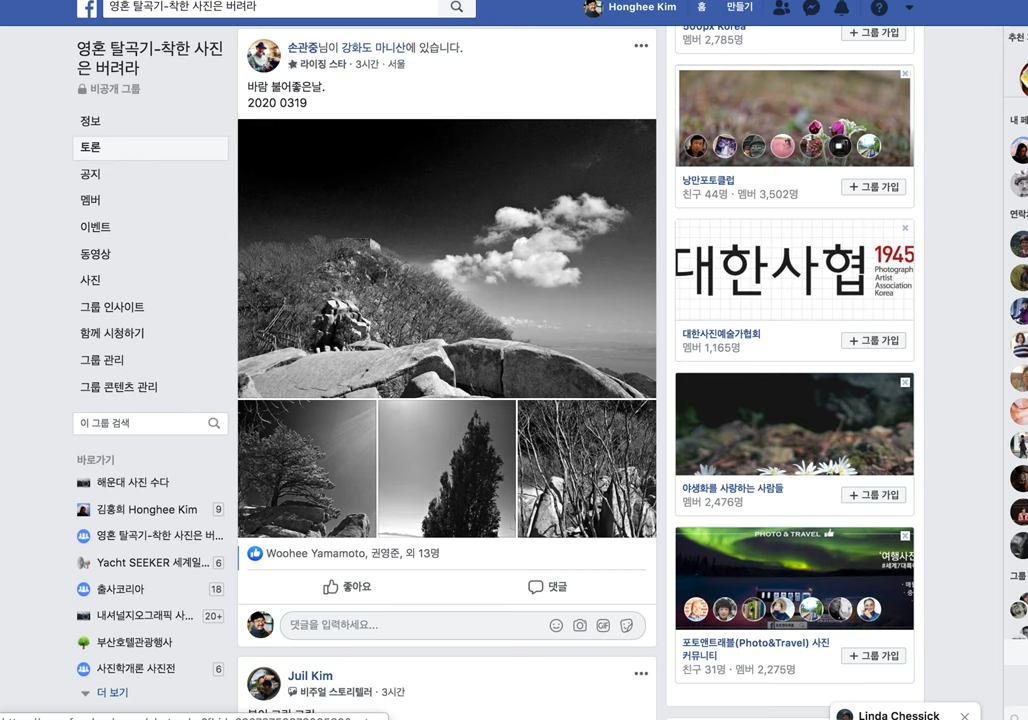 영혼 탈곡기-착한 사진은 버려라
Honghee Kim
홈
만들기
영혼 탈곡기-착한 사진
은 버려라
비공개 그룹
정보
토론
공지
멤버
이벤트
동영상
사진
그룹 인사이트
함께 시청하기
그룹 관리
그룹 콘텐츠 관리
이 그룹 검색
바로가기
해운대 사진 수다
김홍희 Honghee Kim 9
영혼 탈곡기-착한 사진은 버...
Yacht SEEKER 세계일... 6
출사코리아 18
내셔널지오그래픽 사... 20+
부산호텔관광행사
사진학개론 사진전 6
더 보기
손관중님이 강화도 마니산에 있습니다.
라이징 스타 · 3시간 · 서울
바람 불어좋은날.
2020 0319
Woohee Yamamoto, 권영준, 외 13명
좋아요
댓글
댓글을 입력하세요...
GIF
Juil Kim
비주얼 스토리텔러 · 3시간
500px Korea
멤버 2,785명
+ 그룹 가입
낭만포토클럽
친구 44명 · 멤버 3,502명
+ 그룹 가입
대한사협
1945
Photograph
Artist
Association
Korea
대한사진예술가협회
멤버 1,165명
+ 그룹 가입
야생화를 사랑하는 사람들
멤버 2,476명
+ 그룹 가입
PHOTO & TRAVEL
포토앤트래블(Photo&Travel) 사진
커뮤니티
친구 31명 · 멤버 2,275명
+ 그룹 가입
추천
내 페
연락
그룹
Linda Chessick